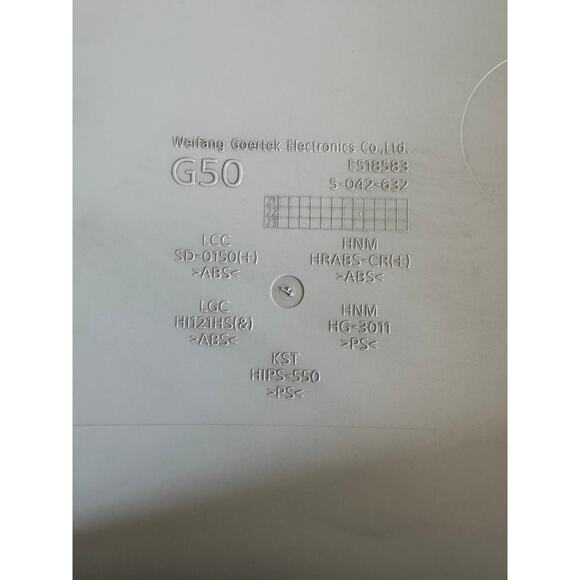 Weifang Goertek Electronics Co.,Ltd.
G50
E518583
5-042-632
21
22
23
LCC
SD-0150(+)
>ABS<
HNM
HRABS-CR(+)
>ABS<
LGC
HI121HS(&)
>ABS<
HNM
HG-3011
>PS<
KST
HIPS-550
>PS<